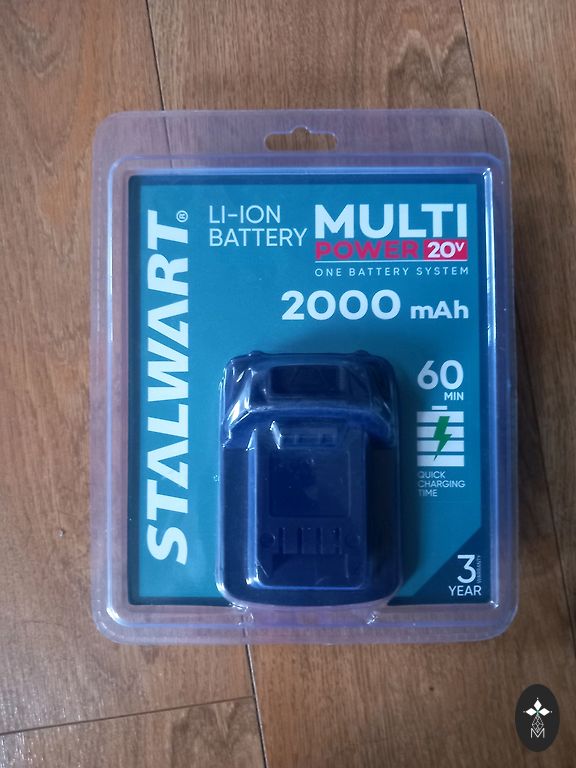 STALWART®
LI-ION
BATTERY
MULTI
POWER 20V
ONE BATTERY SYSTEM
2000 mAh
60
MIN
QUICK
CHARGING
TIME
3
WARRANTY
YEAR
M